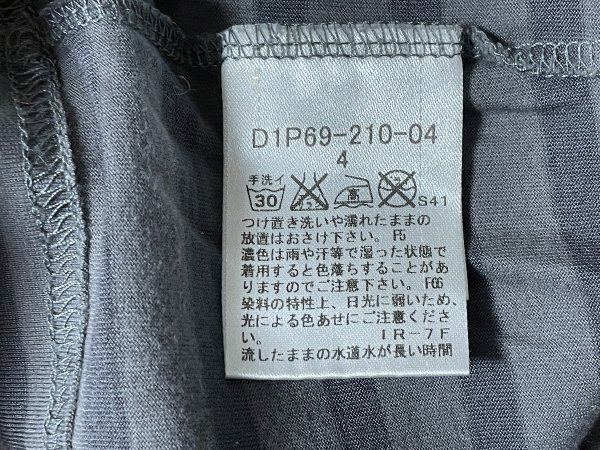 D1P69-210-04
4
手洗イ
30 高 S41
つけ置き洗いや濡れたままの
放置はおさけ下さい。F5
濃色は雨や汗等で湿った状態で
着用すると色落ちすることがあ
りますのでご注意下さい。F66
染料の特性上、日光に弱いため、
光による色あせにご注意くださ
い。 IR-7F
流したままの水道水が長い時間